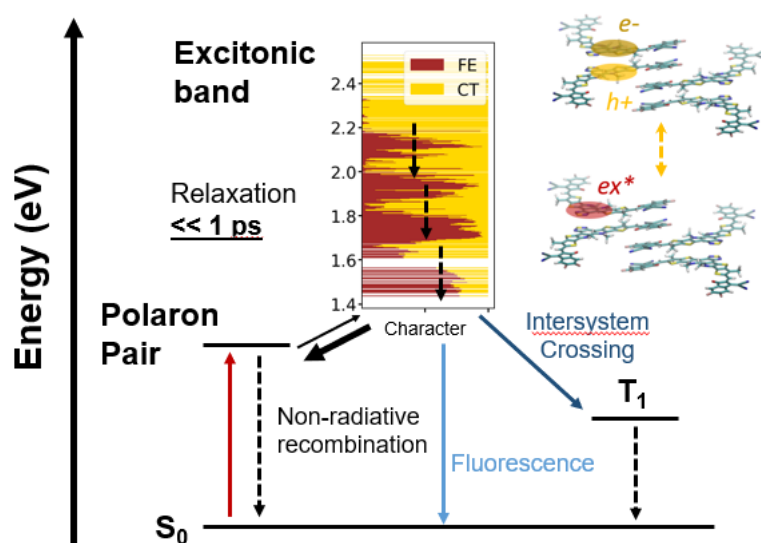 Energy (eV)
Excitonic
band
FE
CT
2.4
2.2
2.0
1.8
1.6
1.4
Character
e-
h+
ex*
Relaxation
<< 1 ps
Polaron
Pair
Intersystem
Crossing
T1
Non-radiative
recombination
Fluorescence
S0